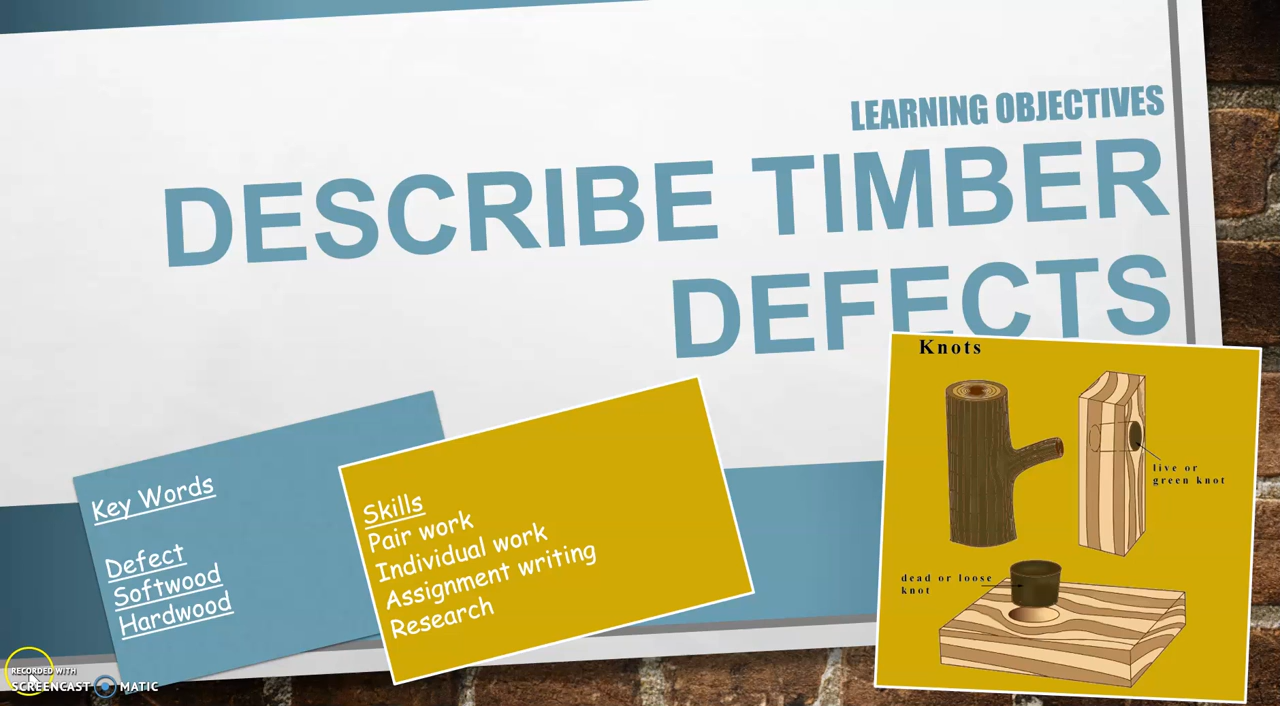 LEARNING OBJECTIVES
DESCRIBE TIMBER
DEFECTS
Key Words
Defect
Softwood
Hardwood
Skills
Pair work
Individual work
Assignment writing
Research
Knots
live or
green knot
dead or loose
knot
RECORDED WITH
SCREENCAST MATIC